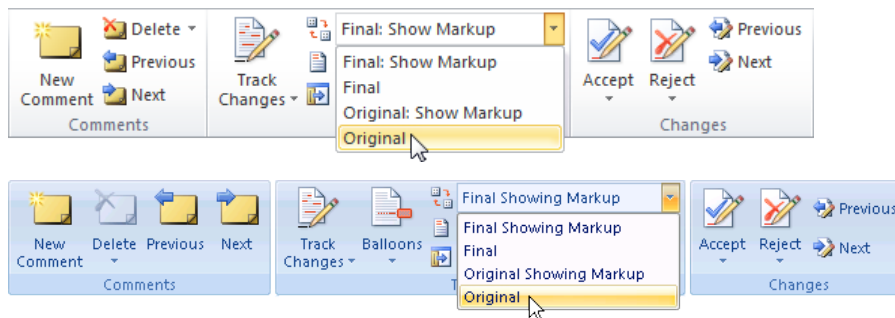 Delete
Previous
Next
New
Comment
Comments
Track
Changes
Final: Show Markup
Final: Show Markup
Final
Original: Show Markup
Original
Accept
Reject
Previous
Next
Changes
New
Comment
Delete
Previous
Next
Comments
Track
Changes
Balloons
Final Showing Markup
Final Showing Markup
Final
Original Showing Markup
Original
T
Accept
Reject
Previous
Next
Changes